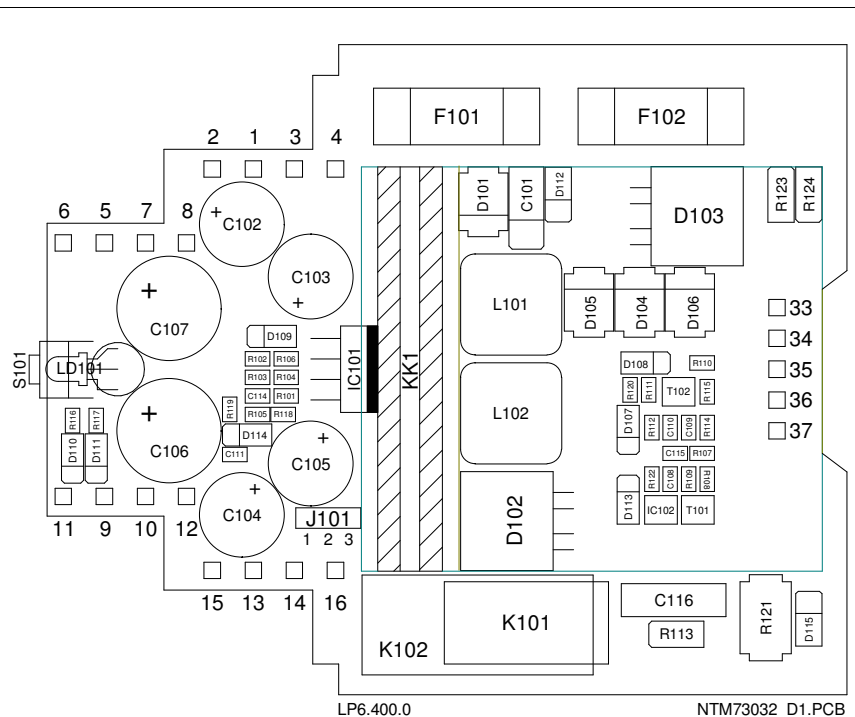 F101
F102
2
1
3
4
D101
C101
D112
D103
R123
R124
6
5
7
8
C102
C103
L101
D105
D104
D106
33
C107
34
D109
S101
LD101
R102
R106
IC101
KK1
D108
R110
35
R103
R104
R120
R111
T102
R115
C114
R101
36
R119
R105
R118
L102
D107
R112
C110
C109
R114
37
R116
R117
D110
D111
C106
D114
C111
C105
C115
R107
R122
C108
R109
R108
D113
IC102
T101
D102
11
9
10
12
C104
J101
1 2 3
15
13
14
16
K102
K101
C116
R113
R121
D115
LP6.400.0
NTM73032_D1.PCB